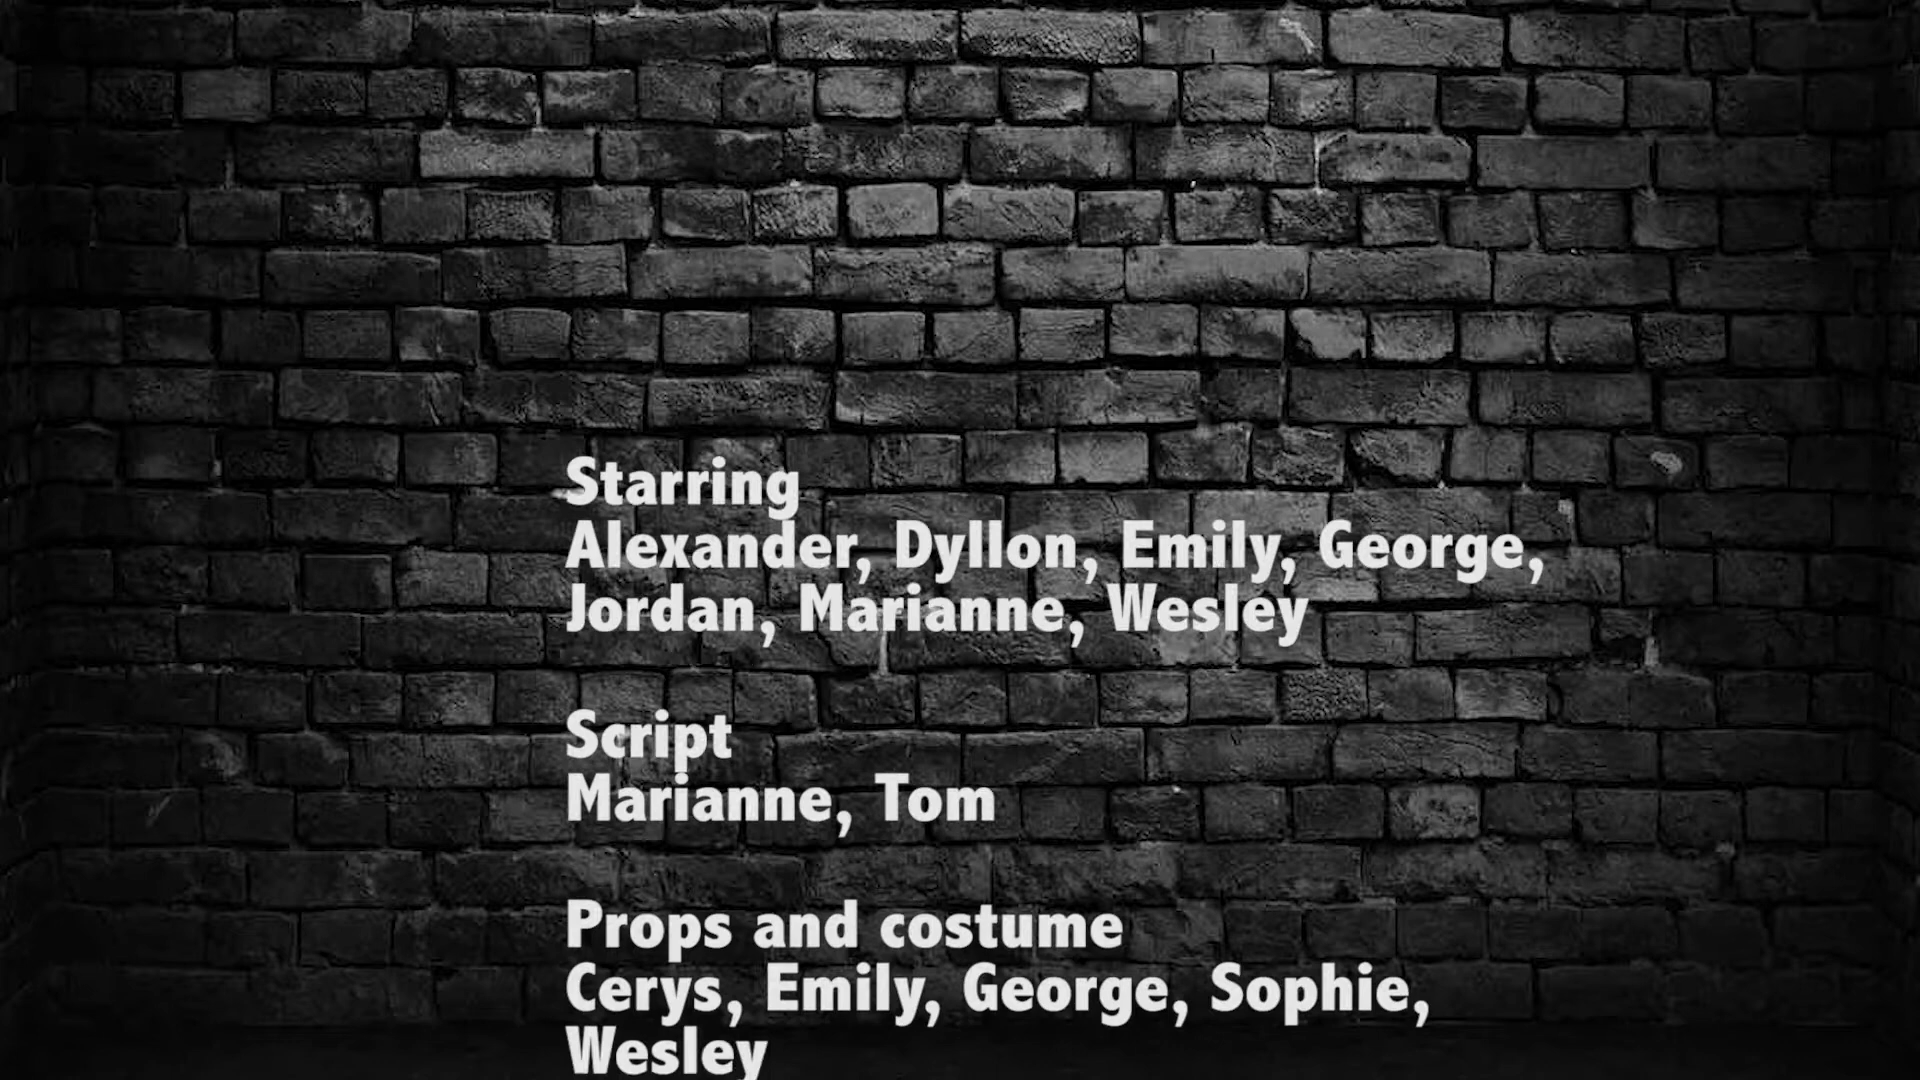 Starring
Alexander, Dyllon, Emily, George,
Jordan, Marianne, Wesley
Script
Marianne, Tom
Props and costume
Cerys, Emily, George, Sophie,
Wesley